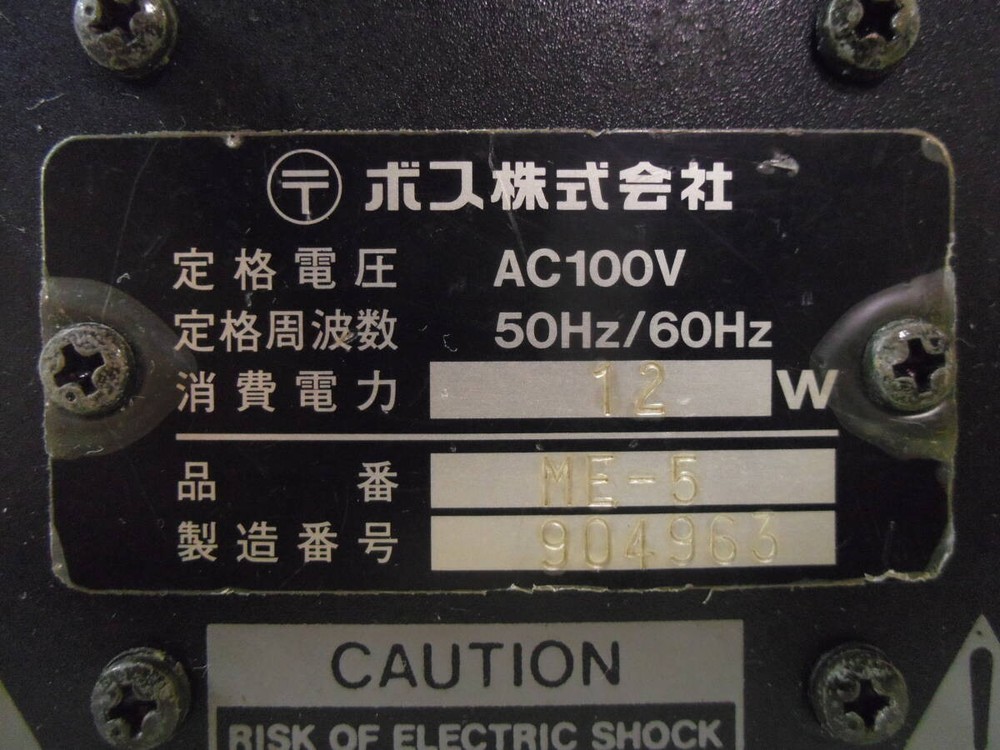 〒 ボス株式会社
定格電圧 AC100V
定格周波数 50Hz/60Hz
消費電力 12 W
品番 ME-5
製造番号 904963
CAUTION
RISK OF ELECTRIC SHOCK
!